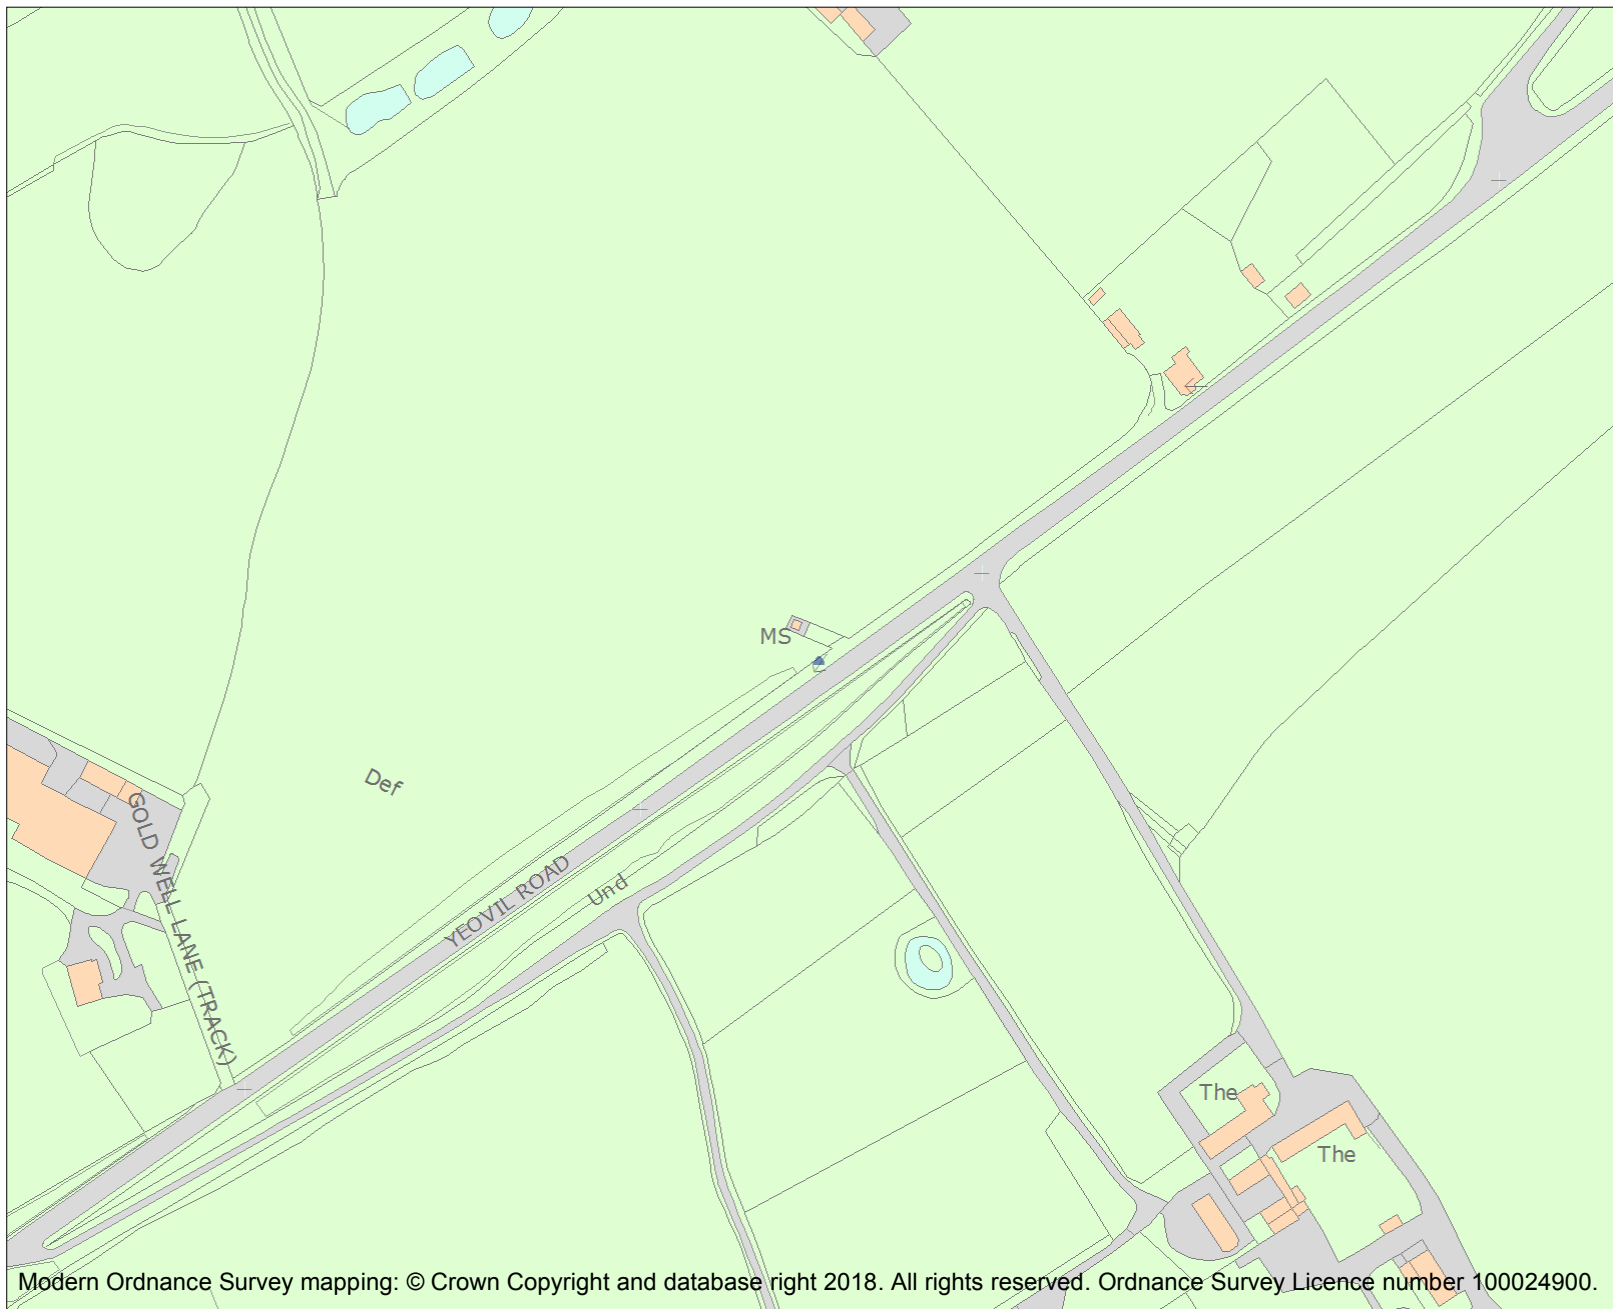 MS
Def
GOLD WELL LANE (TRACK)
YEOVIL ROAD
Und
The
The
Modern Ordnance Survey mapping: © Crown Copyright and database right 2018. All rights reserved. Ordnance Survey Licence number 100024900.